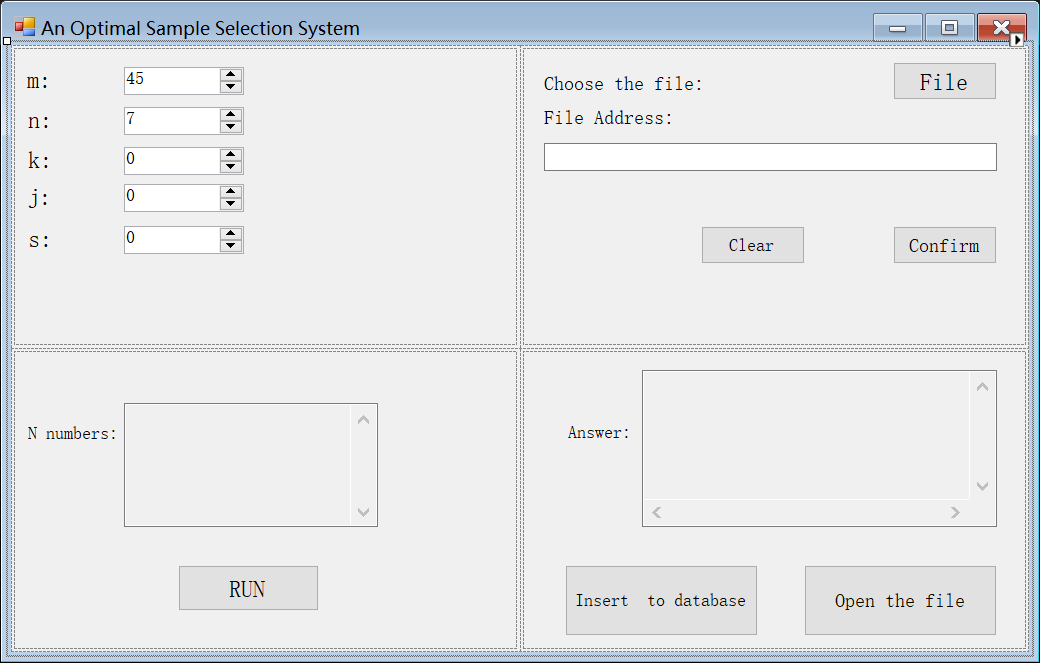 An Optimal Sample Selection System
m: 45
n: 7
k: 0
j: 0
s: 0
Choose the file: File
File Address:
Clear Confirm
N numbers:
RUN
Answer:
Insert  to database Open the file